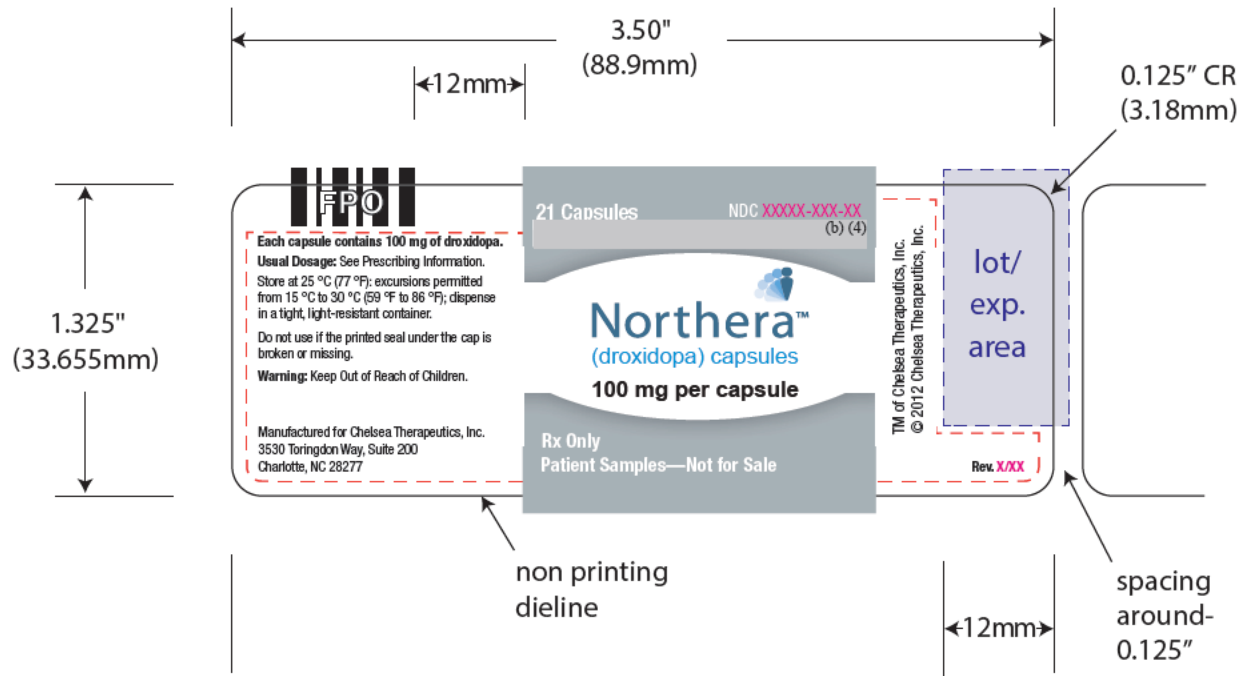 3.50"
(88.9mm)
12mm
0.125” CR
(3.18mm)
1.325"
(33.655mm)
FPO
Each capsule contains 100 mg of droxidopa.
Usual Dosage: See Prescribing Information.
Store at 25 °C (77 °F): excursions permitted
from 15 °C to 30 °C (59 °F to 86 °F); dispense
in a tight, light-resistant container.
Do not use if the printed seal under the cap is
broken or missing.
Warning: Keep Out of Reach of Children.
Manufactured for Chelsea Therapeutics, Inc.
3530 Toringdon Way, Suite 200
Charlotte, NC 28277
21 Capsules
NDC XXXXX-XXX-XX
(b) (4)
Northera™
(droxidopa) capsules
100 mg per capsule
Rx Only
Patient Samples—Not for Sale
TM of Chelsea Therapeutics, Inc.
© 2012 Chelsea Therapeutics, Inc.
lot/
exp.
area
Rev. X/XX
non printing
dieline
12mm
spacing
around-
0.125”